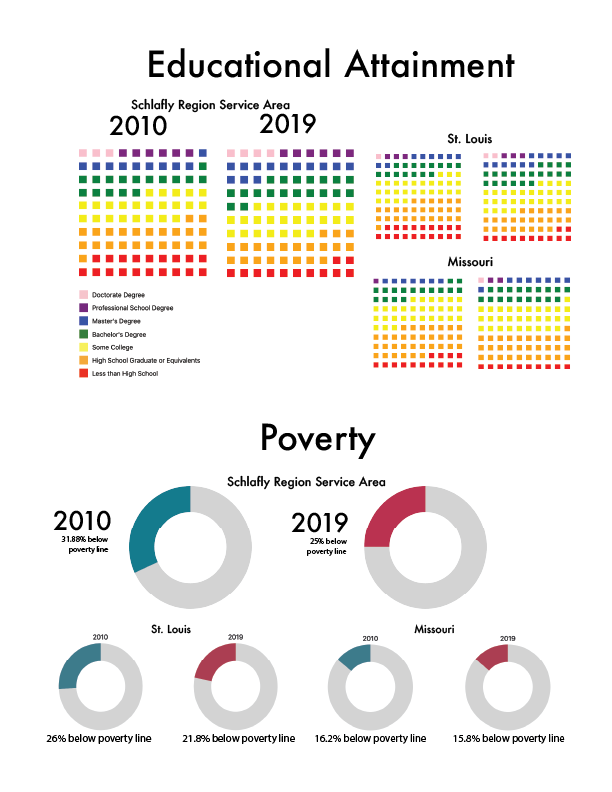 Educational Attainment
Schlafly Region Service Area
2010
2019
St. Louis
Missouri
Doctorate Degree
Professional School Degree
Master's Degree
Bachelor's Degree
Some College
High School Graduate or Equivalents
Less than High School
Poverty
Schlafly Region Service Area
2010
31.88% below
poverty line
2019
25% below
poverty line
St. Louis
Missouri
2010
2019
2010
2019
26% below poverty line
21.8% below poverty line
16.2% below poverty line
15.8% below poverty line